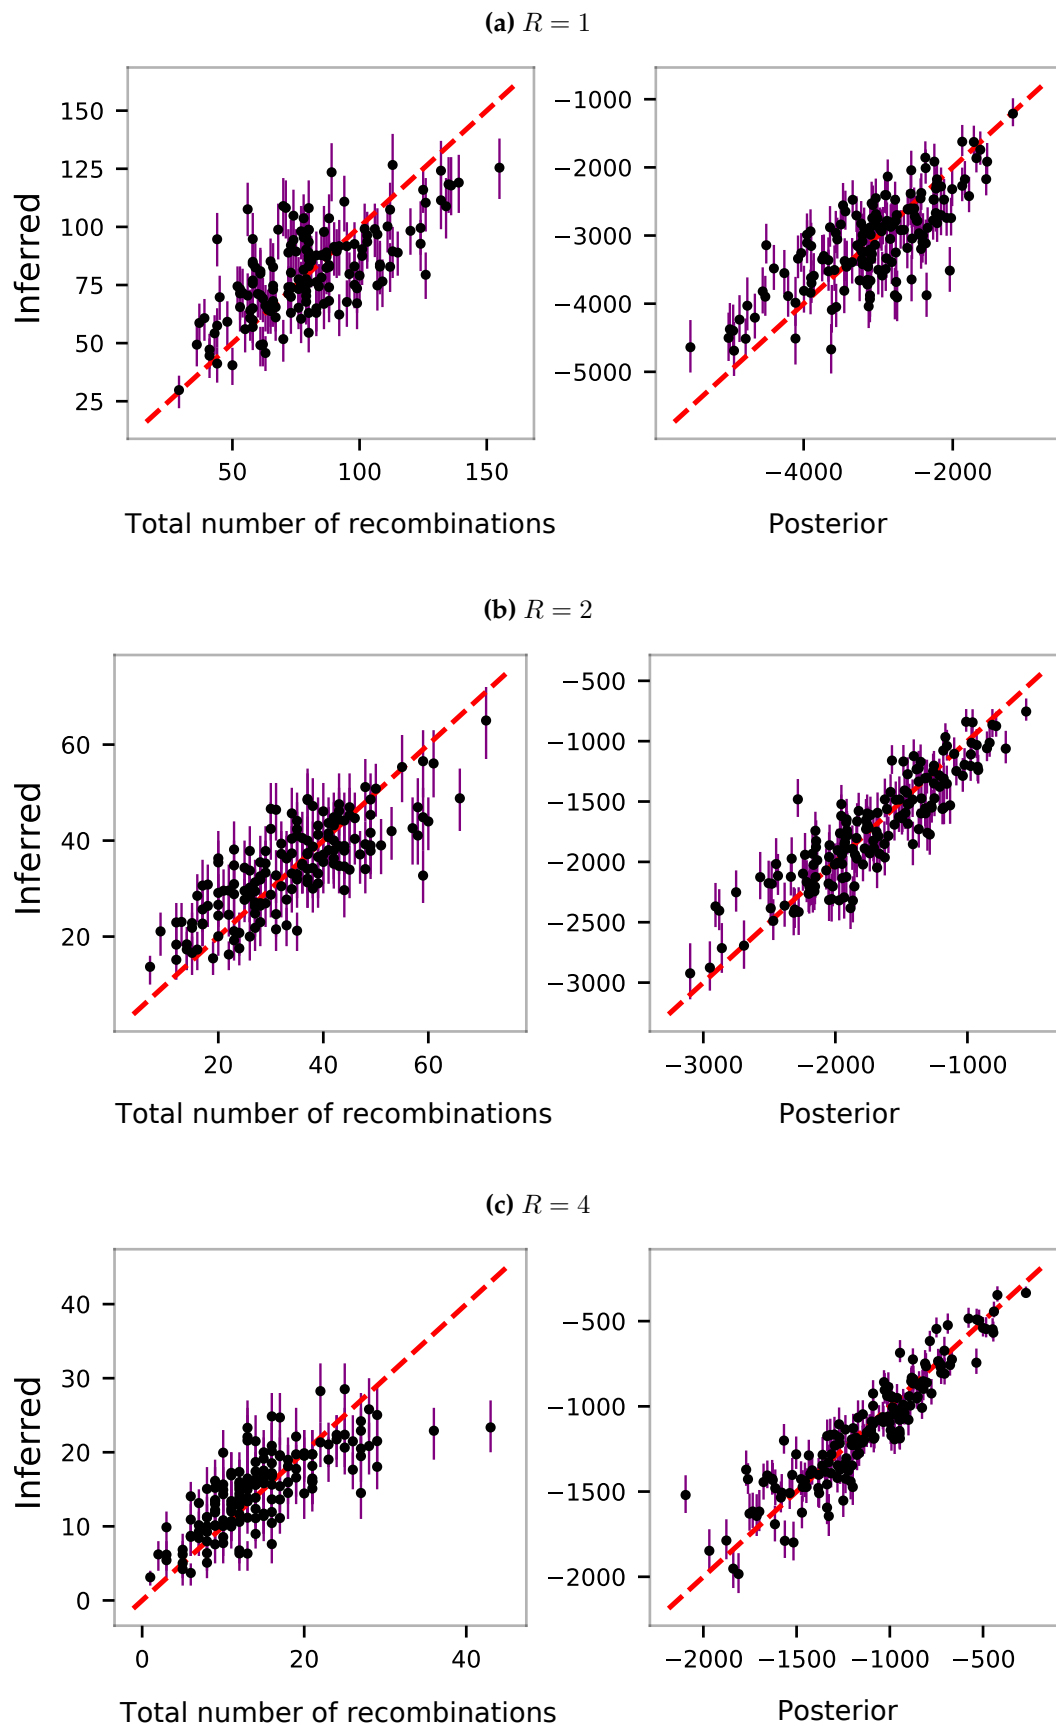 (a) R = 1
150
125
100
75
50
25
Inferred
50 100 150
Total number of recombinations
−1000
−2000
−3000
−4000
−5000
−4000 −2000
Posterior
(b) R = 2
60
40
20
Inferred
20 40 60
Total number of recombinations
−500
−1000
−1500
−2000
−2500
−3000
−3000 −2000 −1000
Posterior
(c) R = 4
40
30
20
10
0
Inferred
0 20 40
Total number of recombinations
−500
−1000
−1500
−2000
−2000 −1500 −1000 −500
Posterior